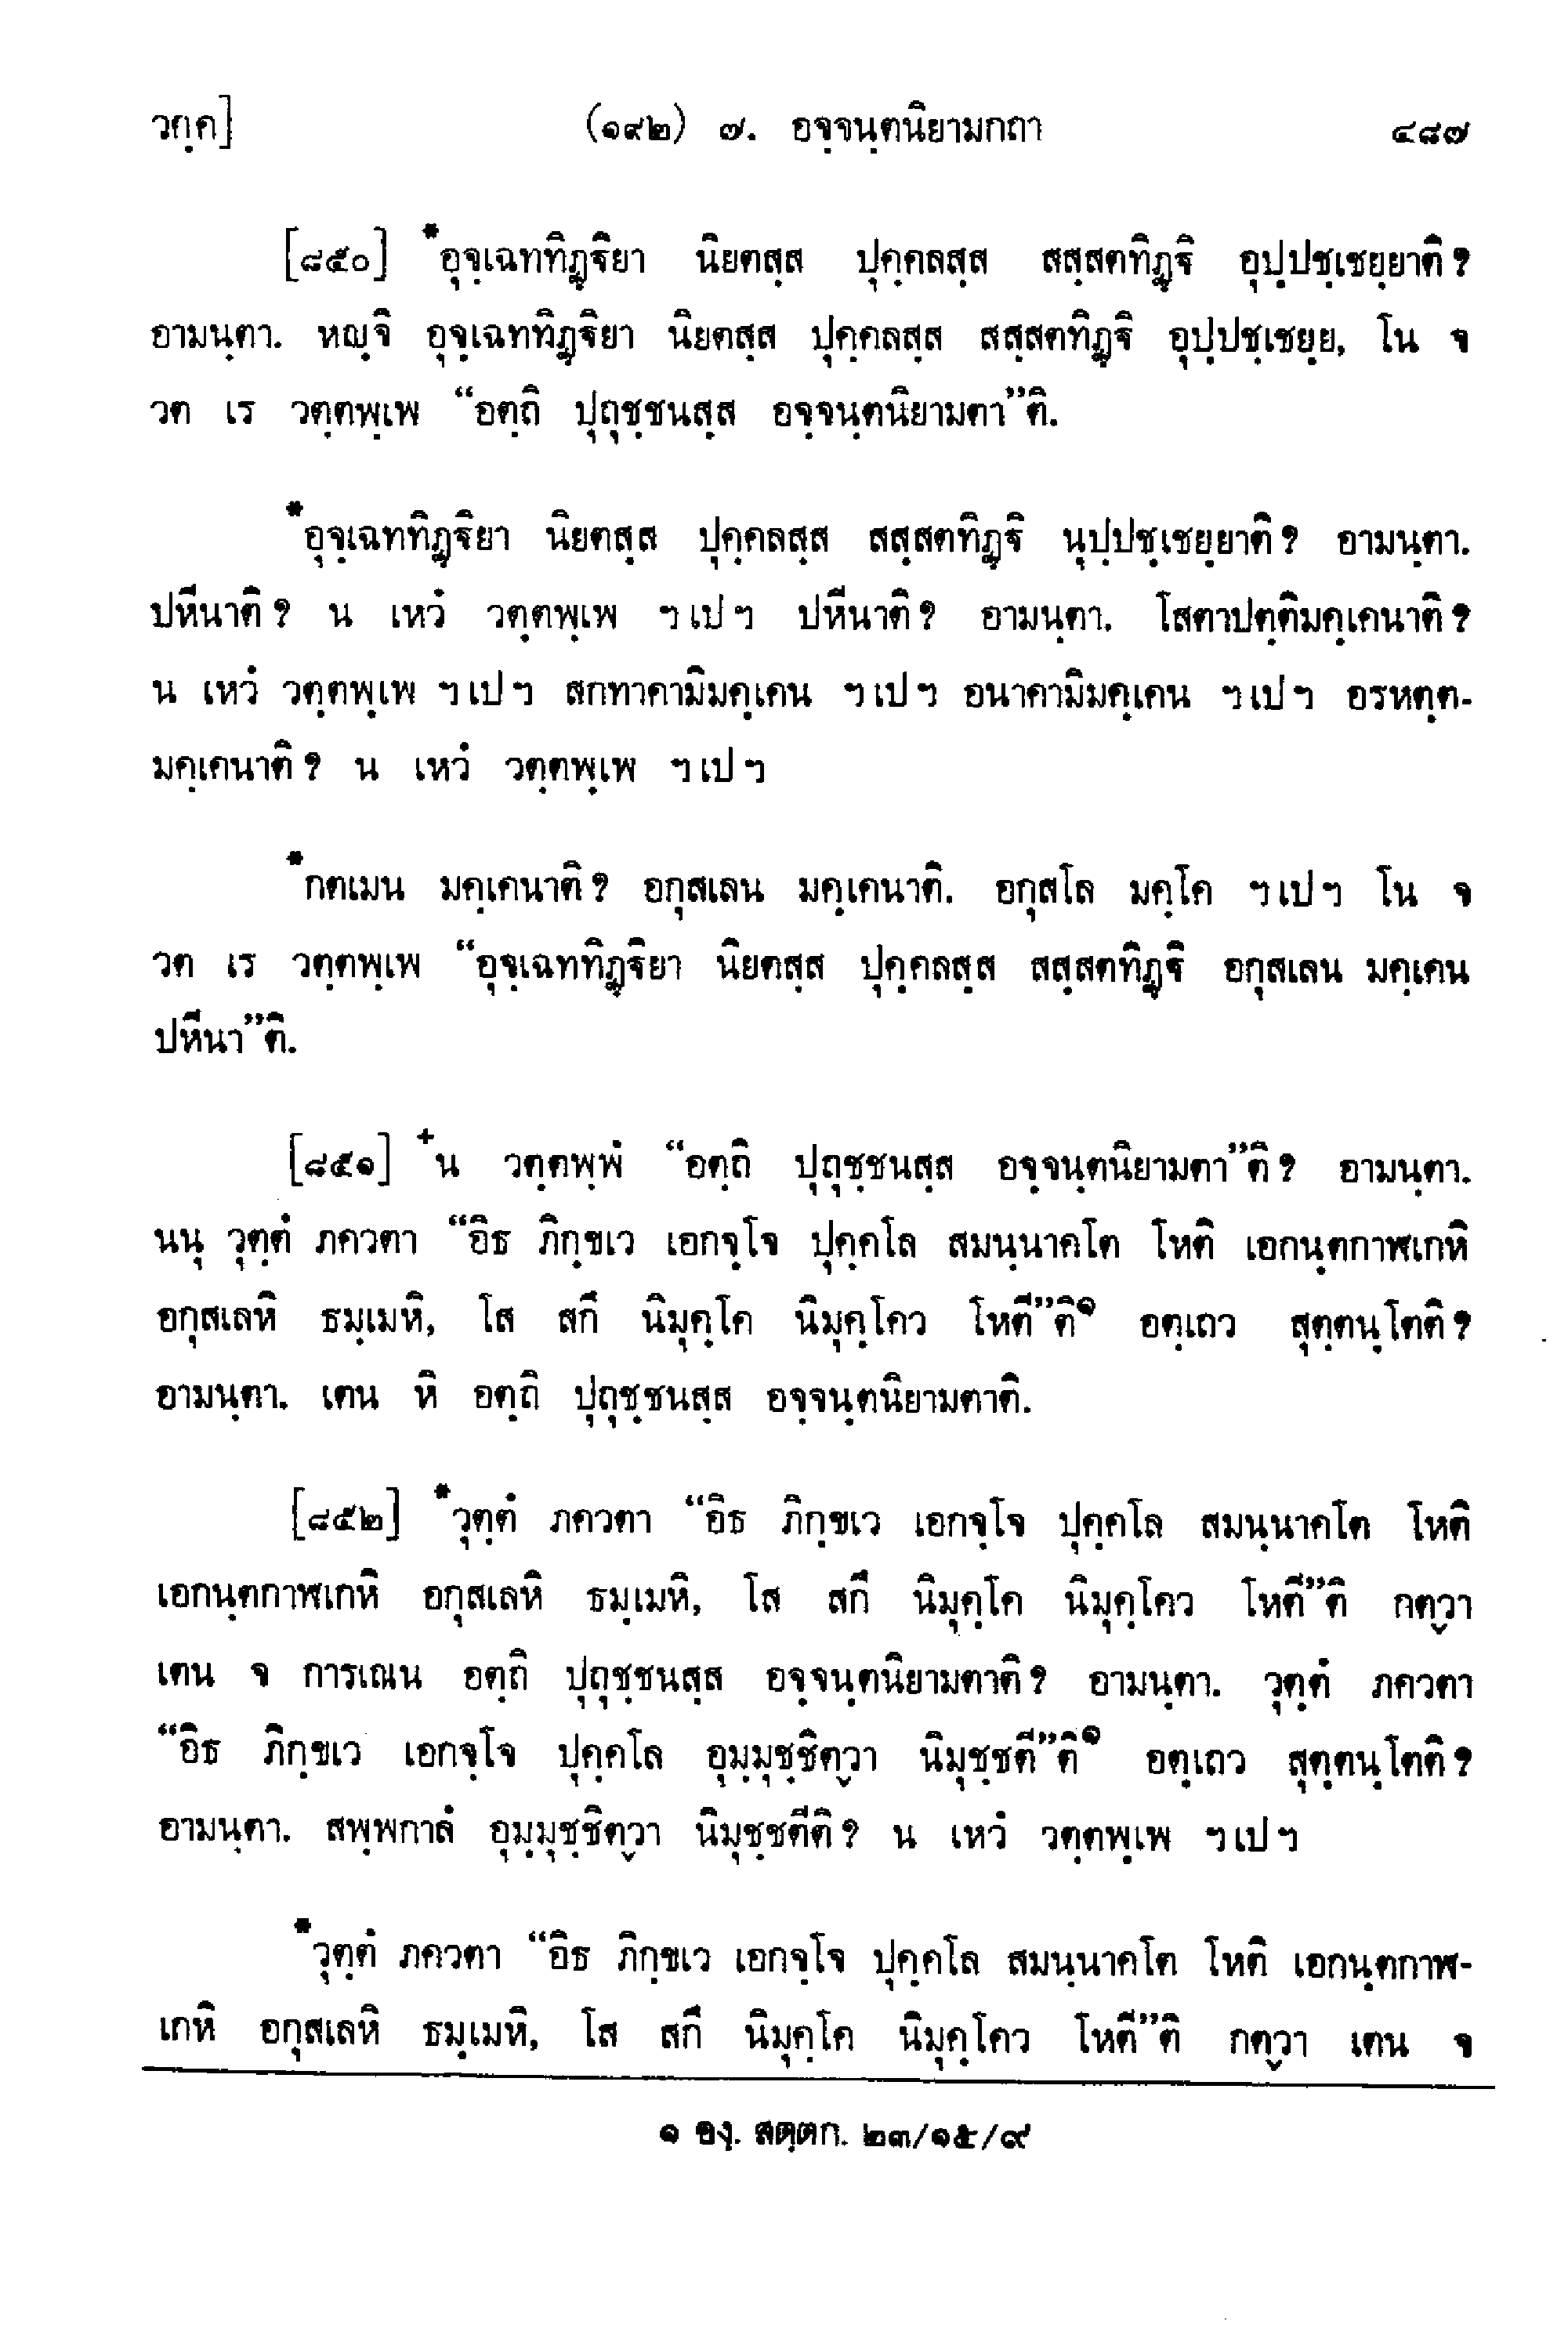 วคฺค]	(๑๙๒) ๗. อจฺจนฺตนิยามกถา	๔๘๗
[๘๕๐] *อุจฺเฉททิฏฺฐิยา นิยตสฺส ปุคฺคลสฺส สสฺสตทิฏฺฐิ อุปฺปชฺเชยฺยาติ?
อามนฺตา. หญฺจิ อุจฺเฉททิฏฺฐิยา นิยตสฺส ปุคฺคลสฺส สสฺสตทิฏฺฐิ อุปฺปชฺเชยฺย, โน จ
วต เร วตฺตพฺเพ “อตฺถิ ปุถุชฺชนสฺส อจฺจนฺตนิยามตา”ติ.
*อุจฺเฉททิฏฺฐิยา นิยตสฺส ปุคฺคลสฺส สสฺสตทิฏฺฐิ นุปฺปชฺเชยฺยาติ? อามนฺตา.
ปหีนาติ? น เหวํ วตฺตพฺเพ ฯเปฯ ปหีนาติ? อามนฺตา. โสตาปตฺติมคฺเคนาติ?
น เหวํ วตฺตพฺเพ ฯเปฯ สกทาคามิมคฺเคน ฯเปฯ อนาคามิมคฺเคน ฯเปฯ อรหตฺต-
มคฺเคนาติ? น เหวํ วตฺตพฺเพ ฯเปฯ
*กตเมน มคฺเคนาติ? อกุสเลน มคฺเคนาติ. อกุสโล มคฺโค ฯเปฯ โน จ
วต เร วตฺตพฺเพ “อุจฺเฉททิฏฺฐิยา นิยตสฺส ปุคฺคลสฺส สสฺสตทิฏฺฐิ อกุสเลน มคฺเคน
ปหีนา”ติ.
[๘๕๑] +น วตฺตพฺพํ “อตฺถิ ปุถุชฺชนสฺส อจฺจนฺตนิยามตา”ติ? อามนฺตา.
นนุ วุตฺตํ ภควตา “อิธ ภิกฺขเว เอกจฺโจ ปุคฺคโล สมนฺนาคโต โหติ เอกนฺตกาฬเกหิ
อกุสเลหิ ธมฺเมหิ, โส สกึ นิมุคฺโค นิมุคฺโคว โหตี”ติ๑ อตฺเถว สุตฺตนฺโตติ?
อามนฺตา. เตน หิ อตฺถิ ปุถุชฺชนสฺส อจฺจนฺตนิยามตาติ.
[๘๕๒] *วุตฺตํ ภควตา “อิธ ภิกฺขเว เอกจฺโจ ปุคฺคโล สมนฺนาคโต โหติ
เอกนฺตกาฬเกหิ อกุสเลหิ ธมฺเมหิ, โส สกึ นิมุคฺโค นิมุคฺโคว โหตี”ติ กตฺวา
เตน จ การเณน อตฺถิ ปุถุชฺชนสฺส อจฺจนฺตนิยามตาติ? อามนฺตา. วุตฺตํ ภควตา
“อิธ ภิกฺขเว เอกจฺโจ ปุคฺคโล อุมฺมุชฺชิตฺวา นิมุชฺชตี”ติ๑ อตฺเถว สุตฺตนฺโตติ?
อามนฺตา. สพฺพกาลํ อุมฺมุชฺชิตฺวา นิมุชฺชตีติ? น เหวํ วตฺตพฺเพ ฯเปฯ
*วุตฺตํ ภควตา “อิธ ภิกฺขเว เอกจฺโจ ปุคฺคโล สมนฺนาคโต โหติ เอกนฺตกาฬ-
เกหิ อกุสเลหิ ธมฺเมหิ, โส สกึ นิมุคฺโค นิมุคฺโคว โหตี”ติ กตฺวา เตน จ
๑ องฺ. สตฺตก. ๒๓/๑๕/๙